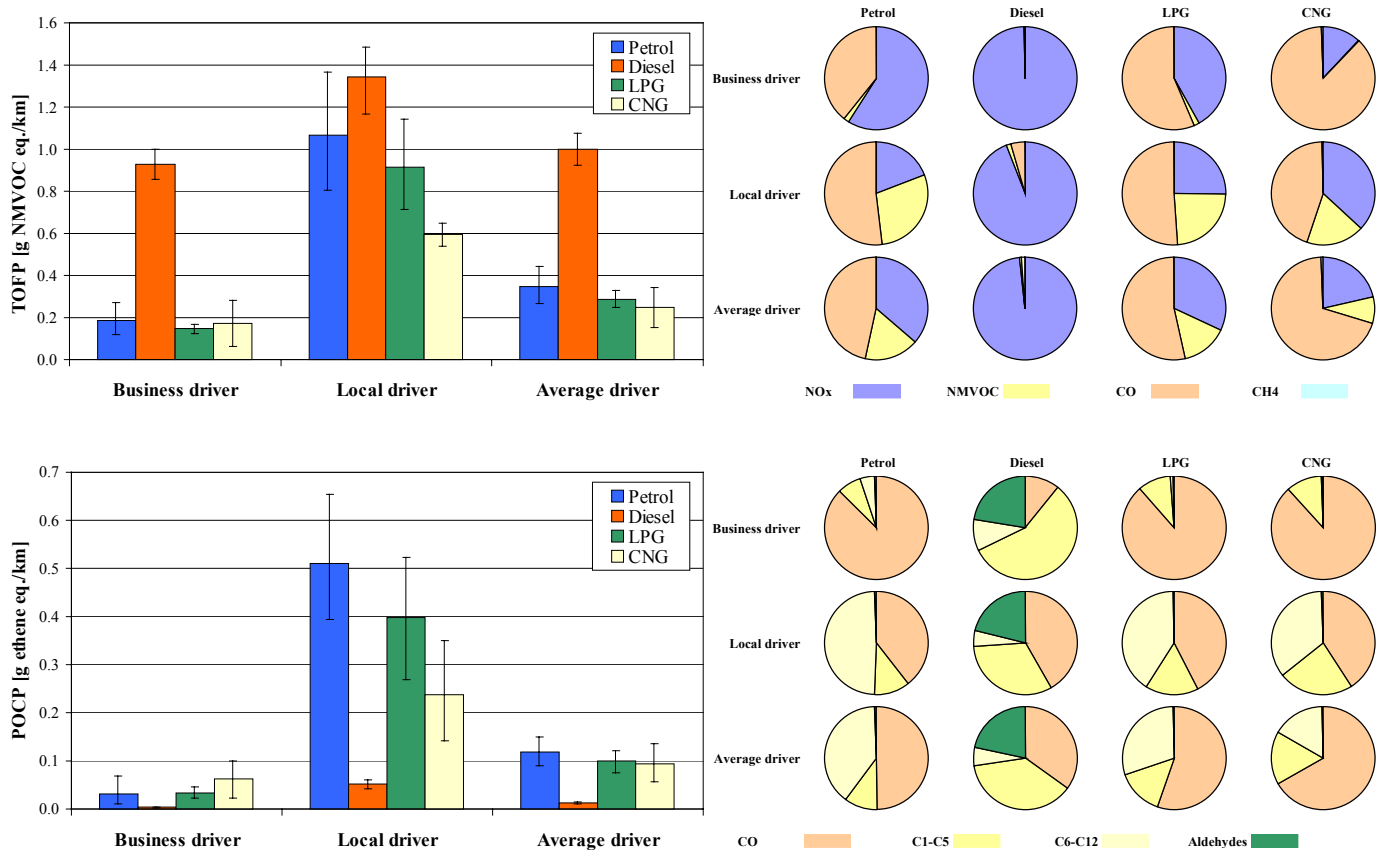 TOFP [g NMVOC eq./km]
1.6
1.4
1.2
1.0
0.8
0.6
0.4
0.2
0.0
Petrol
Diesel
LPG
CNG
Business driver
Local driver
Average driver
Petrol
Diesel
LPG
CNG
Business driver
Local driver
Average driver
NOx
NMVOC
CO
CH4
POCP [g ethene eq./km]
0.7
0.6
0.5
0.4
0.3
0.2
0.1
0.0
Petrol
Diesel
LPG
CNG
Business driver
Local driver
Average driver
Petrol
Diesel
LPG
CNG
Business driver
Local driver
Average driver
CO
C1-C5
C6-C12
Aldehydes